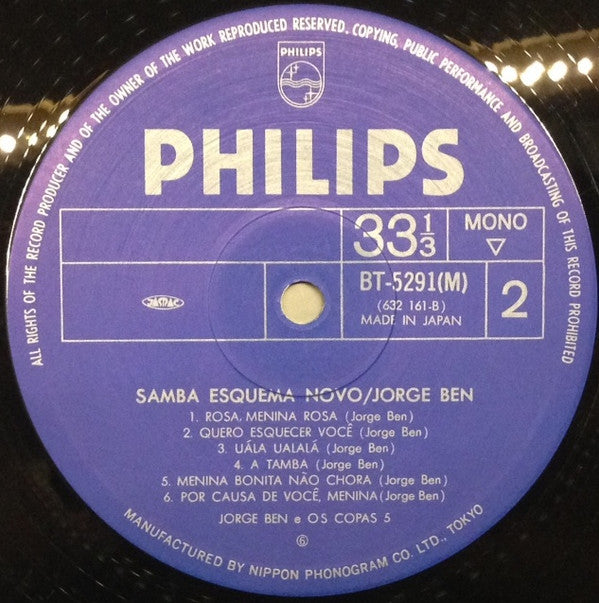 ALL RIGHTS OF THE RECORD PRODUCER AND OF THE OWNER OF THE WORK REPRODUCED RESERVED. COPYING, PUBLIC PERFORMANCE AND BROADCASTING OF THIS RECORD PROHIBITED
PHILIPS
PHILIPS
33 1/3
MONO
▽
JASRAC
BT-5291(M)
(632 161-B)
MADE IN JAPAN
2
SAMBA ESQUEMA NOVO/JORGE BEN
1. ROSA, MENINA ROSA (Jorge Ben)
2. QUERO ESQUECER VOCÊ (Jorge Ben)
3. UÁLA UALALÁ (Jorge Ben)
4. A TAMBA (Jorge Ben)
5. MENINA BONITA NÃO CHORA (Jorge Ben)
6. POR CAUSA DE VOCÊ, MENINA (Jorge Ben)
JORGE BEN e OS COPAS 5
⑥
MANUFACTURED BY NIPPON PHONOGRAM CO. LTD., TOKYO